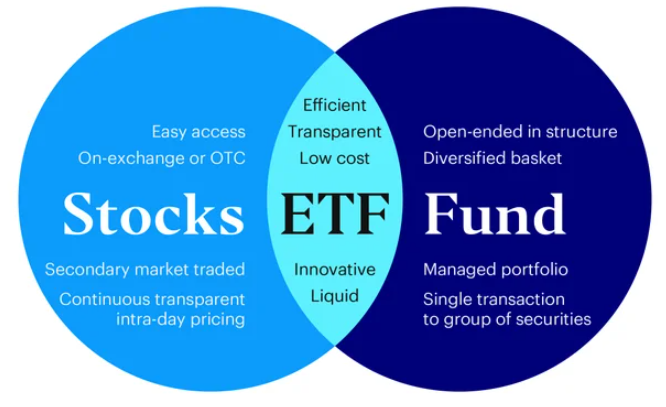 Easy access
On-exchange or OTC
Stocks
Secondary market traded
Continuous transparent
intra-day pricing
Efficient
Transparent
Low cost
ETF
Innovative
Liquid
Open-ended in structure
Diversified basket
Fund
Managed portfolio
Single transaction
to group of securities